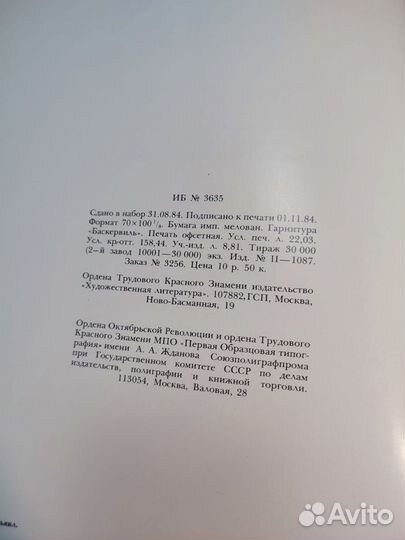 ИБ № 3635
Сдано в набор 31.08.84. Подписано к печати 01.11.84.
Формат 70×100 1/8. Бумага имп. мелован. Гарнитура
«Баскервиль». Печать офсетная. Усл. печ. л. 22,03.
Усл. кр-отт. 158,44. Уч.-изд. л. 8,81. Тираж 30 000
(2-й завод 10001—30 000) экз. Изд. № II—1087.
Заказ № 3256. Цена 10 р. 50 к.
Ордена Трудового Красного Знамени издательство
«Художественная литература». 107882, ГСП, Москва,
Ново-Басманная, 19
Ордена Октябрьской Революции и ордена Трудового
Красного Знамени МПО «Первая Образцовая типо-
графия» имени А. А. Жданова Союзполиграфпрома
при Государственном комитете СССР по делам
издательств, полиграфии и книжной торговли.
113054, Москва, Валовая, 28
Avito